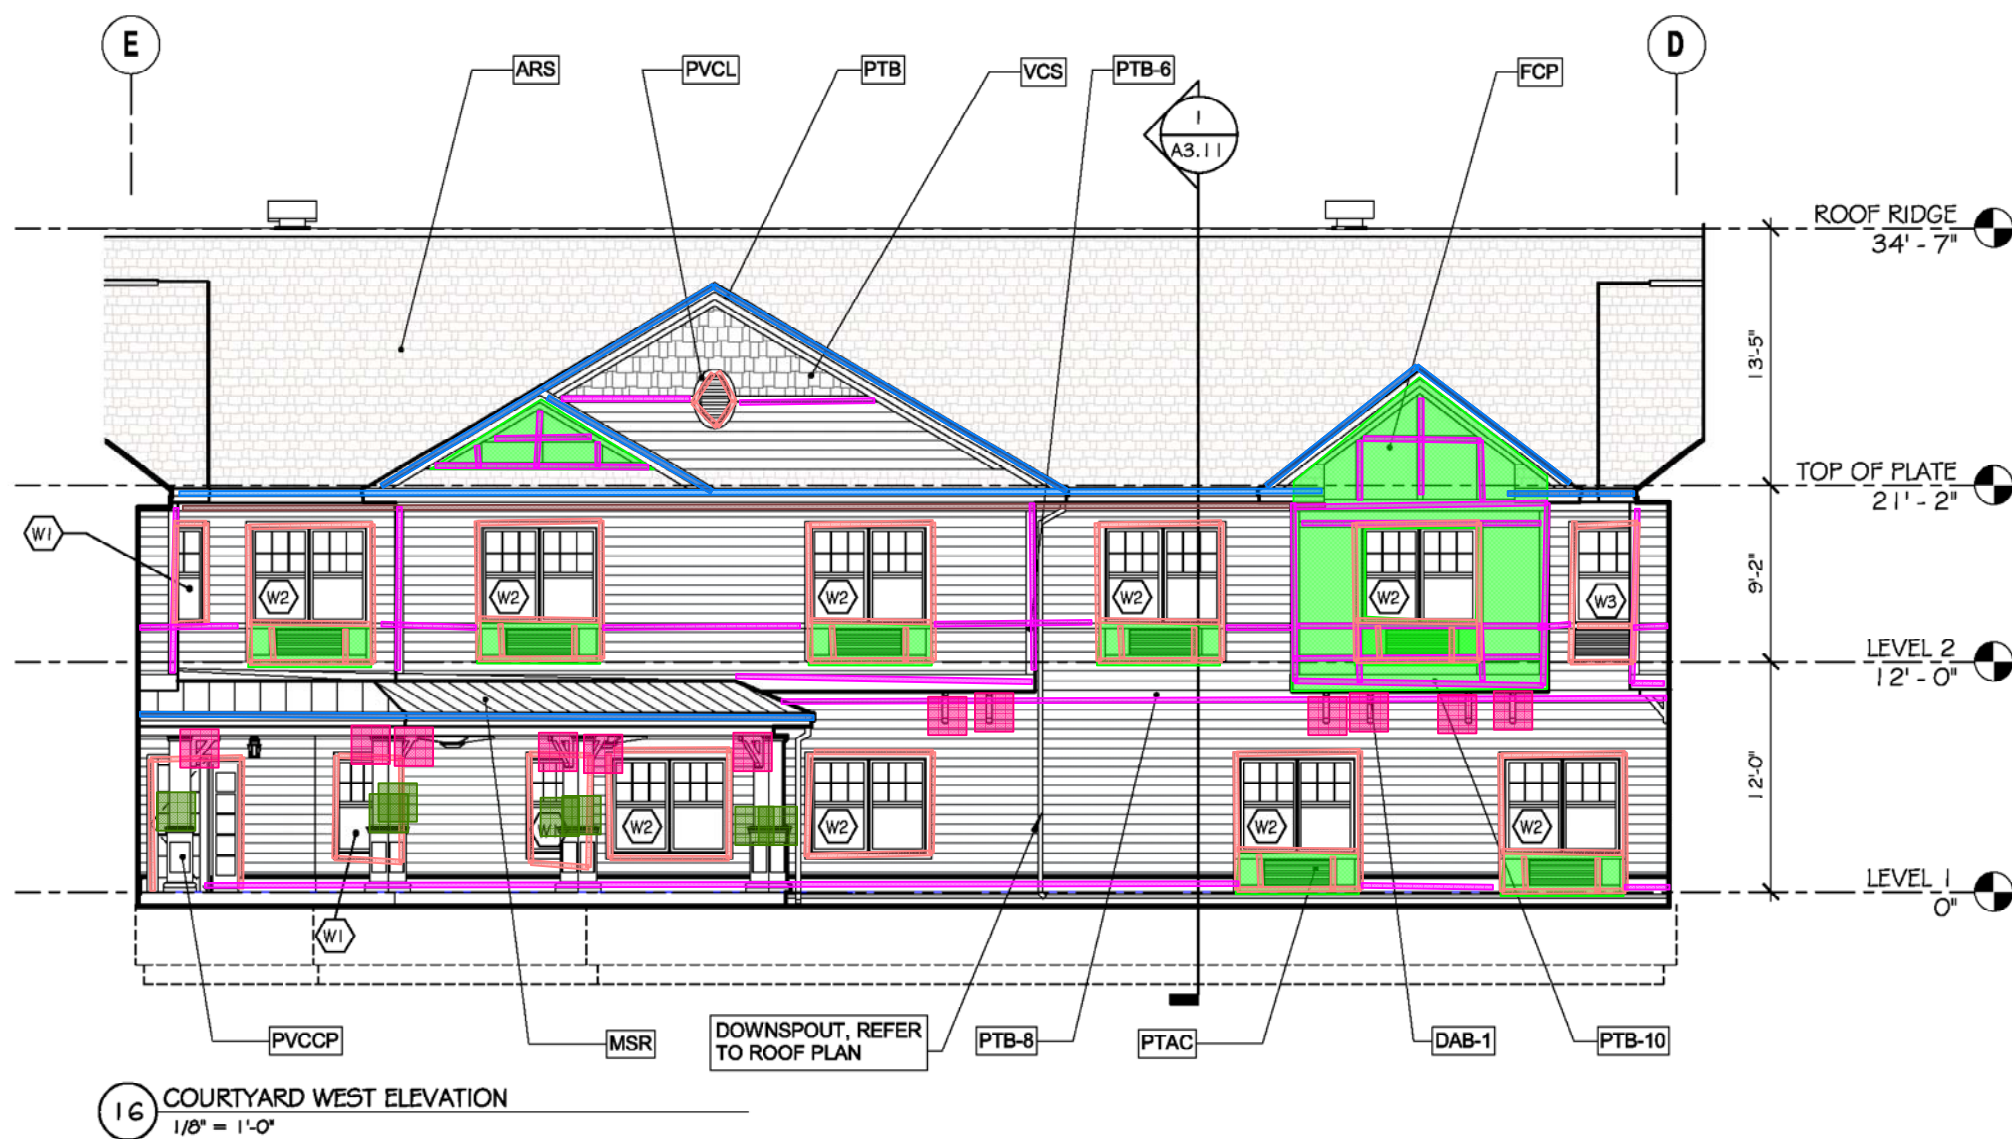 E
D
ARS
PVCL
PTB
VCS
PTB-6
FCP
1
A3.11
ROOF RIDGE
34' - 7"
13'-5"
TOP OF PLATE
21' - 2"
W1
W2
W2
W2
W2
W2
W3
9'-2"
LEVEL 2
12' - 0"
12'-0"
W2
W2
W2
W2
LEVEL 1
0"
W1
PVCCP
MSR
DOWNSPOUT, REFER
TO ROOF PLAN
PTB-8
PTAC
DAB-1
PTB-10
16
COURTYARD WEST ELEVATION
1/8" = 1'-0"